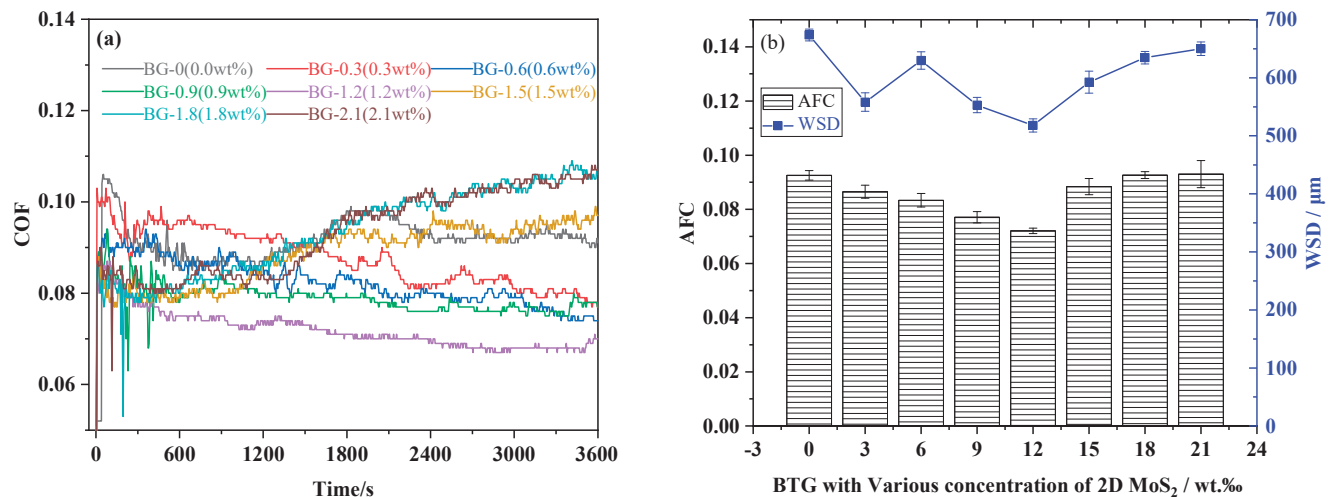 (a)
BG-0(0.0wt%) BG-0.3(0.3wt%) BG-0.6(0.6wt%)
BG-0.9(0.9wt%) BG-1.2(1.2wt%) BG-1.5(1.5wt%)
BG-1.8(1.8wt%) BG-2.1(2.1wt%)
0.14
0.12
0.10
0.08
0.06
COF
0 600 1200 1800 2400 3000 3600
Time/s
(b)
AFC
WSD
0.14
0.12
0.10
0.08
0.06
0.04
0.02
0.00
AFC
700
600
500
400
300
200
100
0
WSD / μm
-3 0 3 6 9 12 15 18 21 24
BTG with Various concentration of 2D MoS₂ / wt.‰